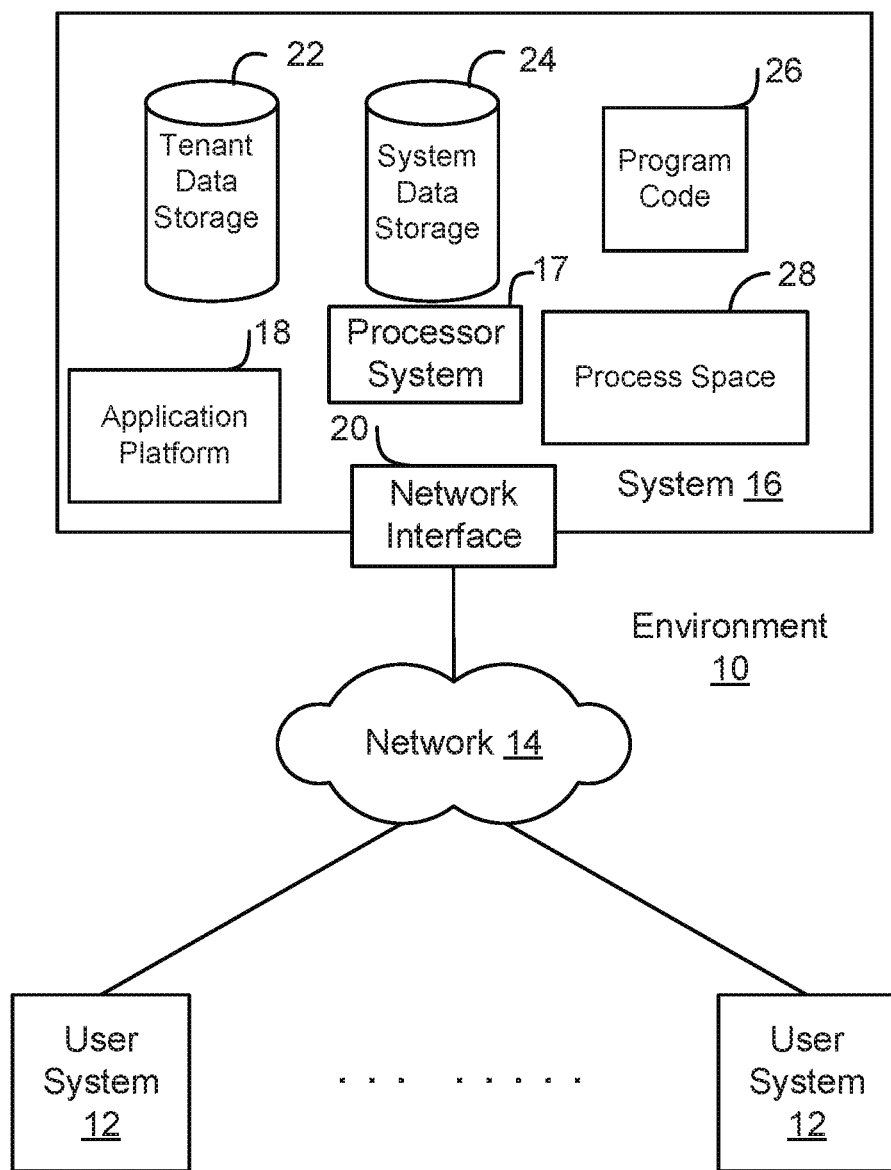 22
24
26
Tenant
Data
Storage
System
Data
Storage
Program
Code
17
28
18
Processor
System
Process Space
Application
Platform
20
System 16
Network
Interface
Environment
10
Network 14
User
System
12
User
System
12